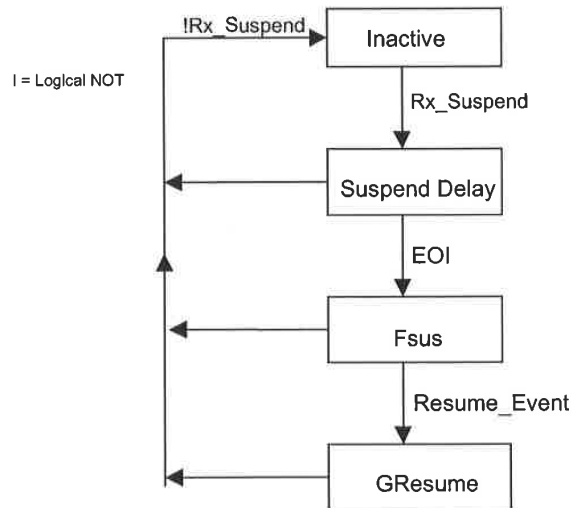 !Rx_Suspend
Inactive
I = Logical NOT
Rx_Suspend
Suspend Delay
EOI
Fsus
Resume_Event
GResume